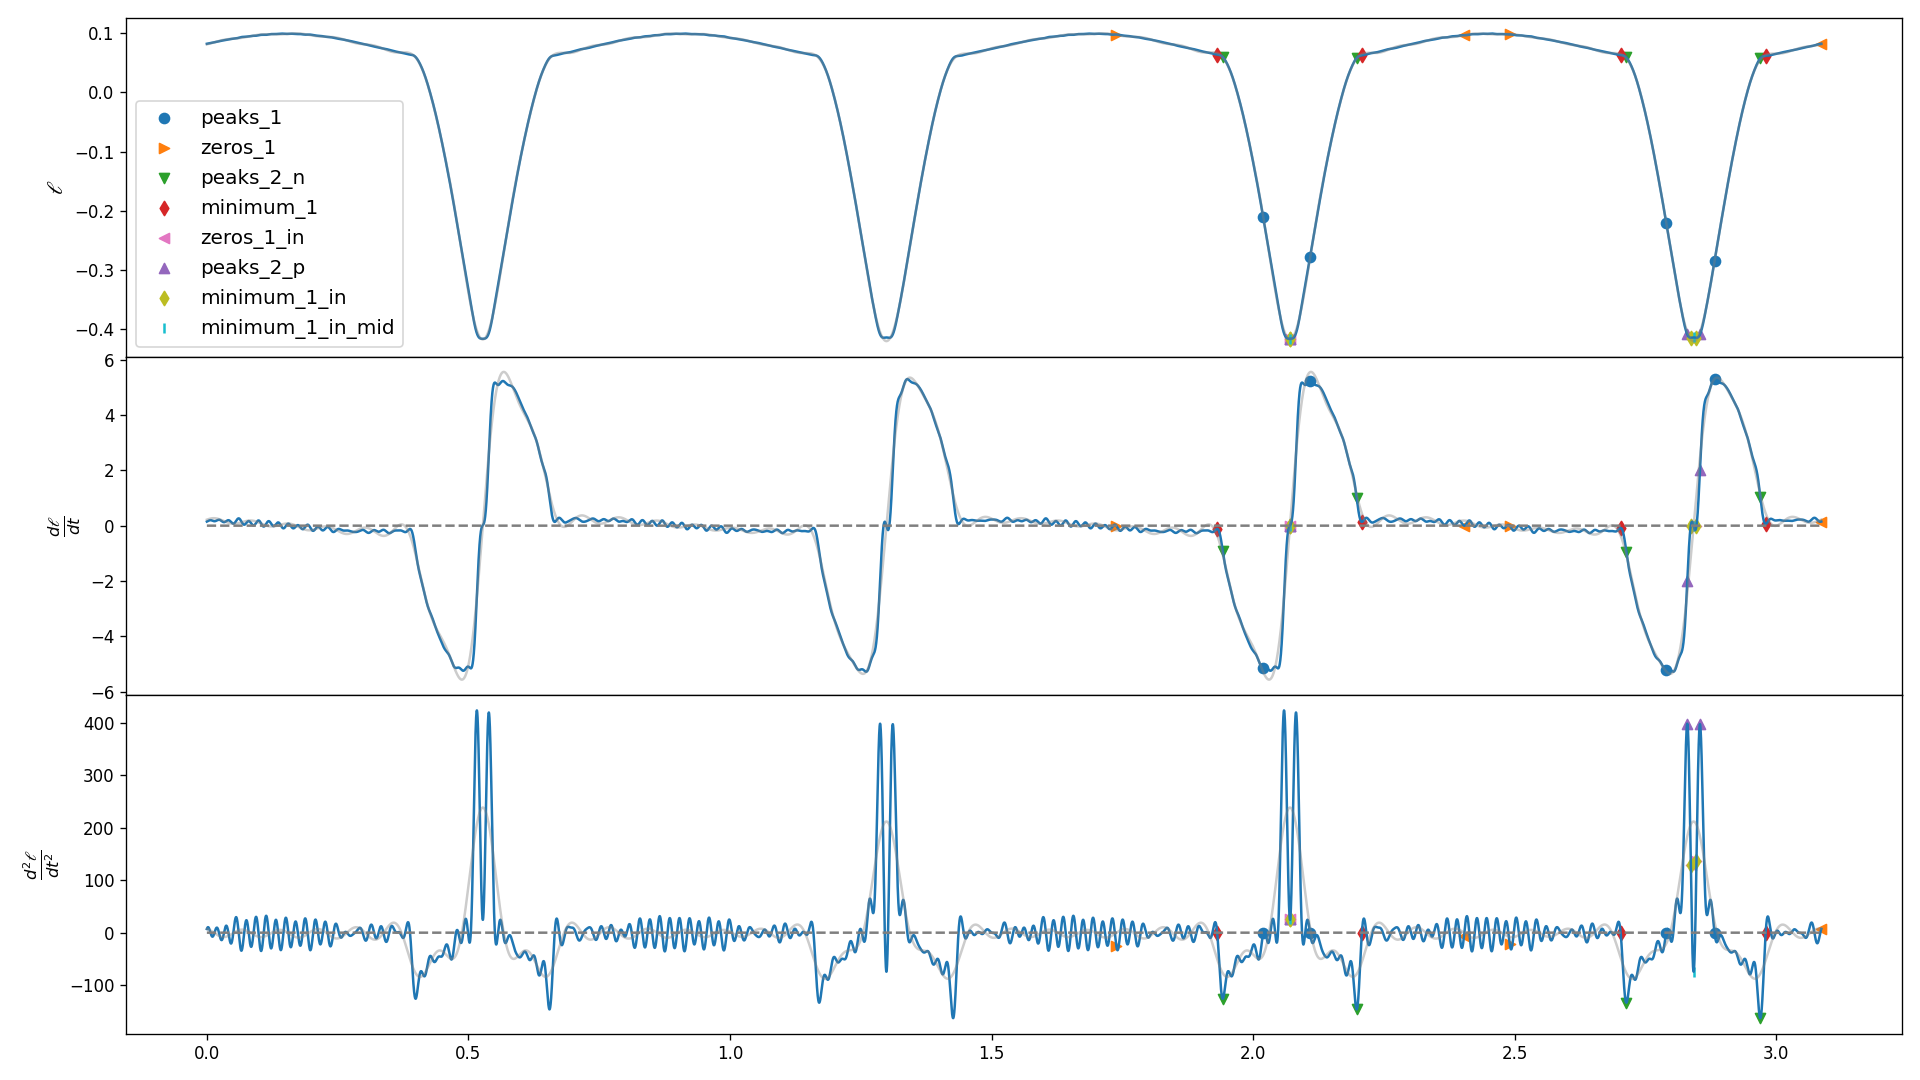 0.1
0.0
−0.1
−0.2
−0.3
−0.4
ℓ
peaks_1
zeros_1
peaks_2_n
minimum_1
zeros_1_in
peaks_2_p
minimum_1_in
minimum_1_in_mid
6
4
2
0
−2
−4
−6
dℓ
dt
400
300
200
100
0
−100
d²ℓ
dt²
0.0 0.5 1.0 1.5 2.0 2.5 3.0